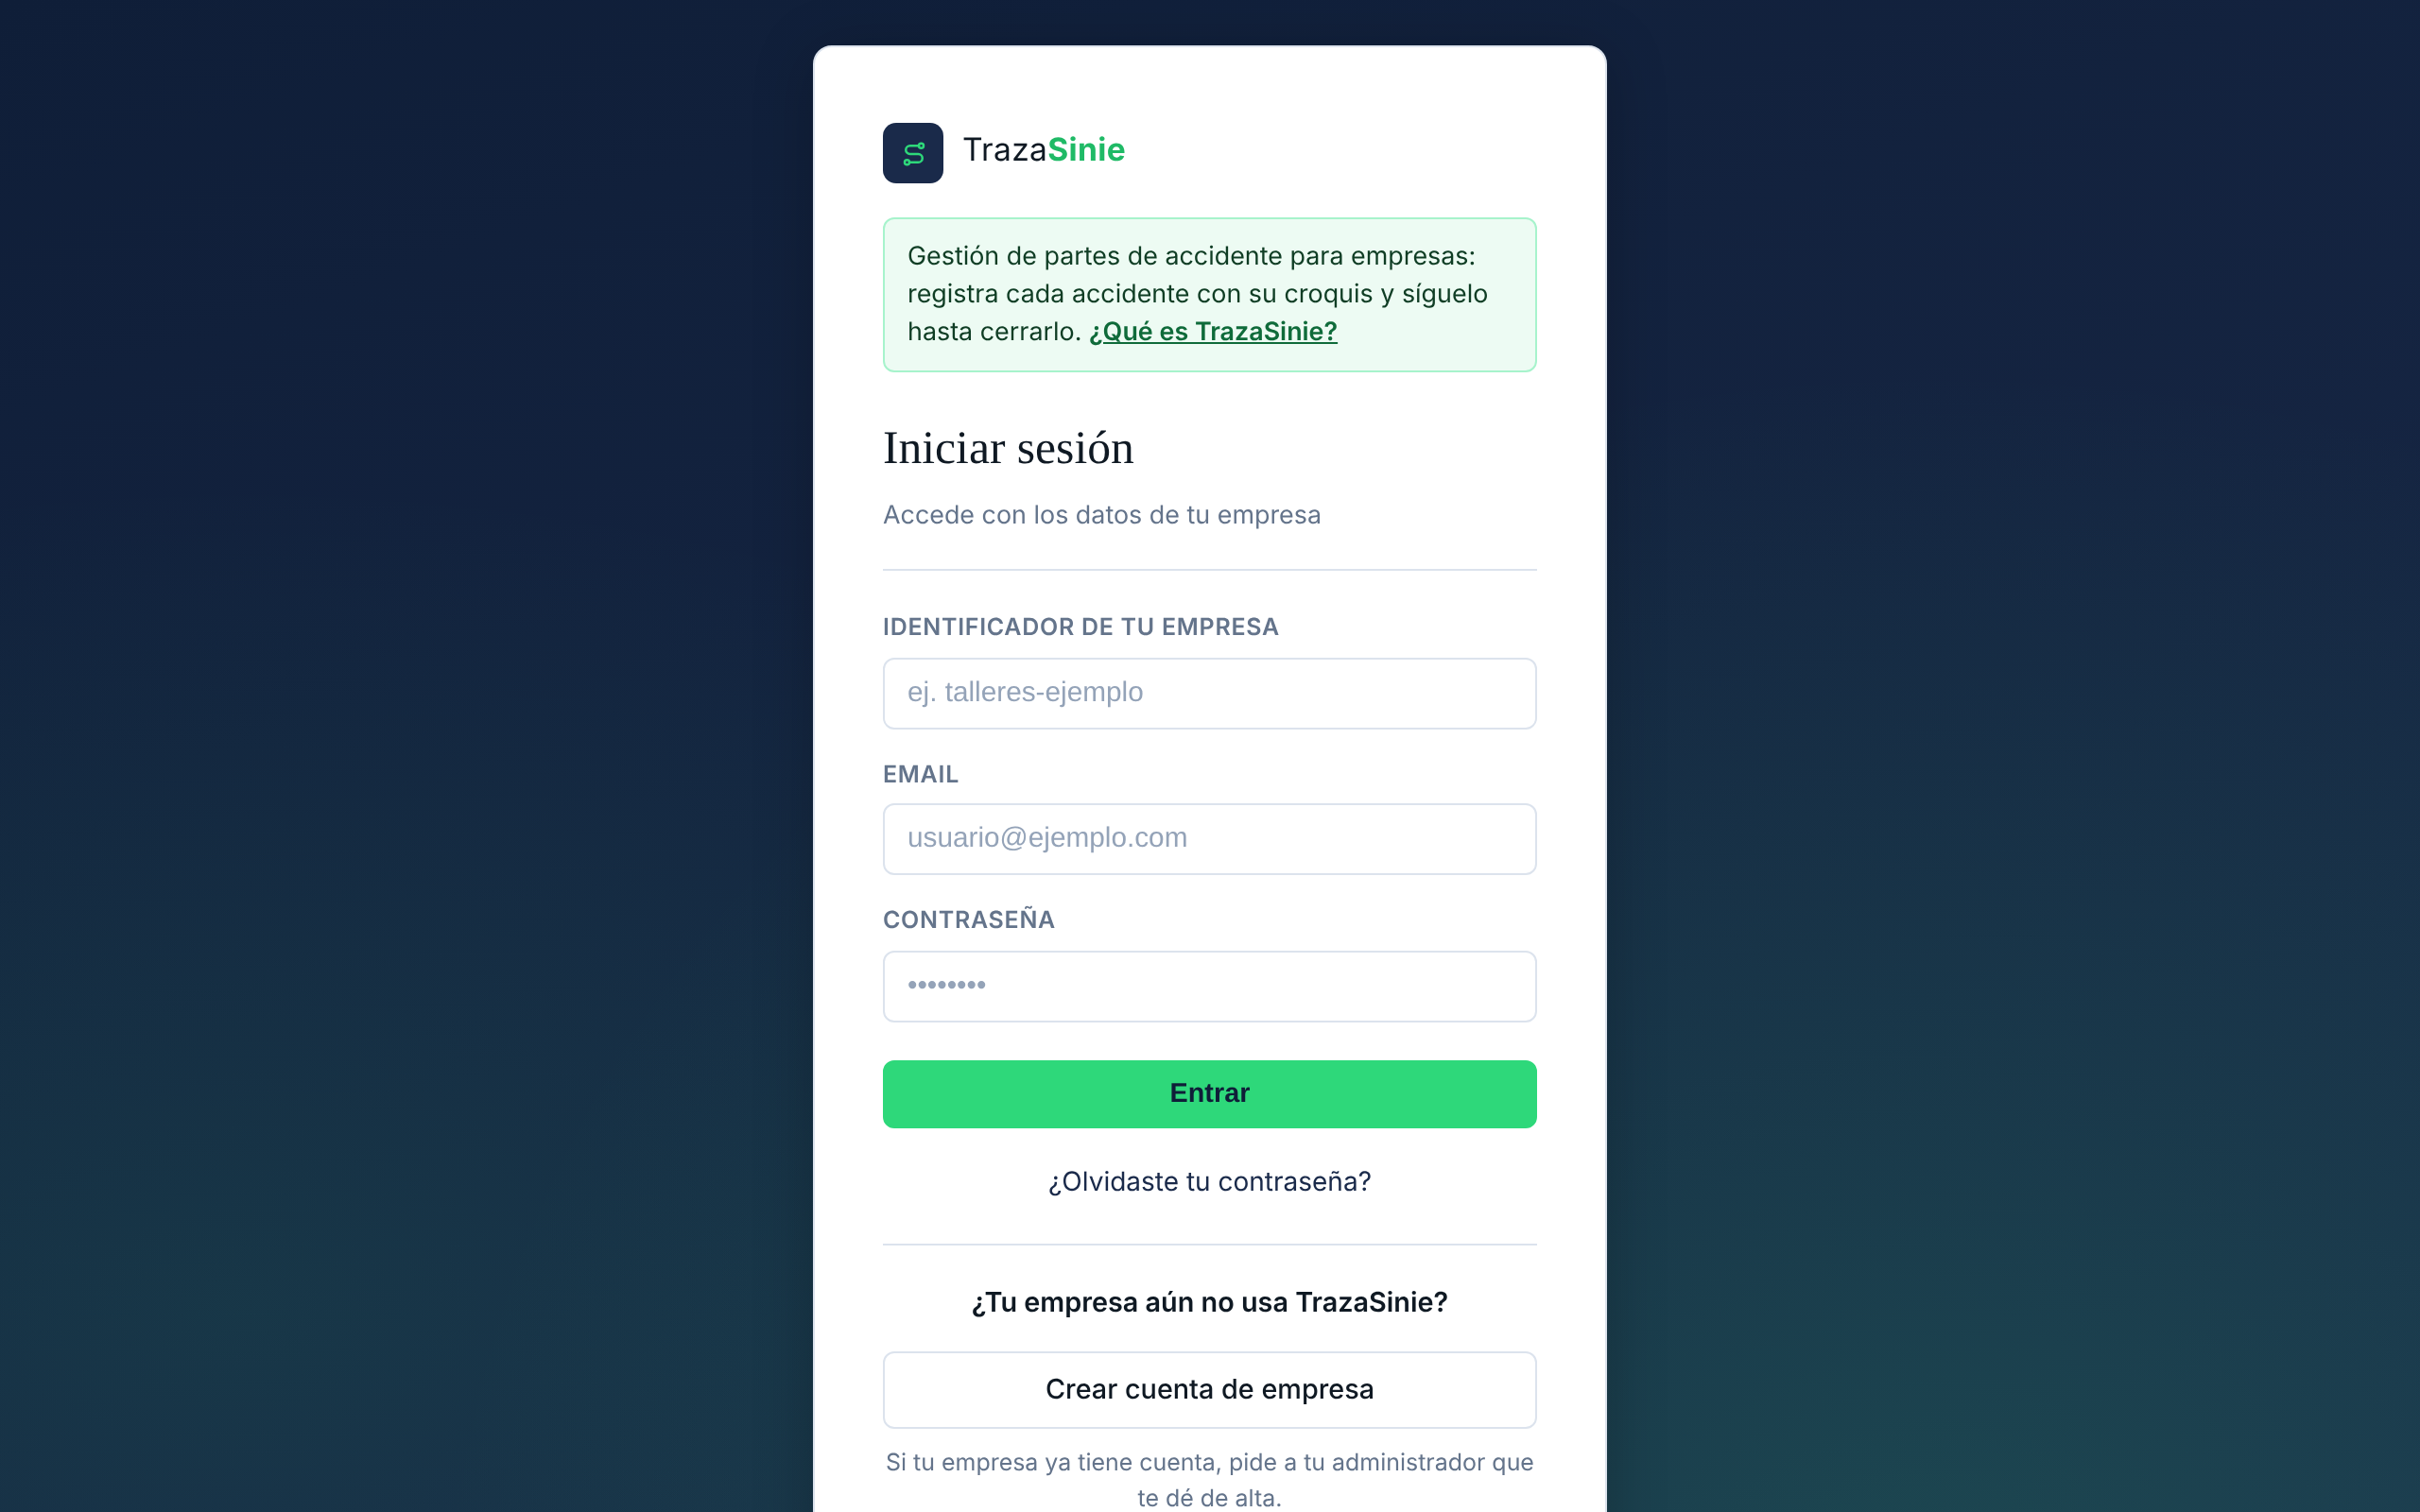 TrazaSinie
Gestión de partes de accidente para empresas:
registra cada accidente con su croquis y síguelo
hasta cerrarlo. ¿Qué es TrazaSinie?
Iniciar sesión
Accede con los datos de tu empresa
IDENTIFICADOR DE TU EMPRESA
ej. talleres-ejemplo
EMAIL
usuario@ejemplo.com
CONTRASEÑA
••••••••
Entrar
¿Olvidaste tu contraseña?
¿Tu empresa aún no usa TrazaSinie?
Crear cuenta de empresa
Si tu empresa ya tiene cuenta, pide a tu administrador que
te dé de alta.